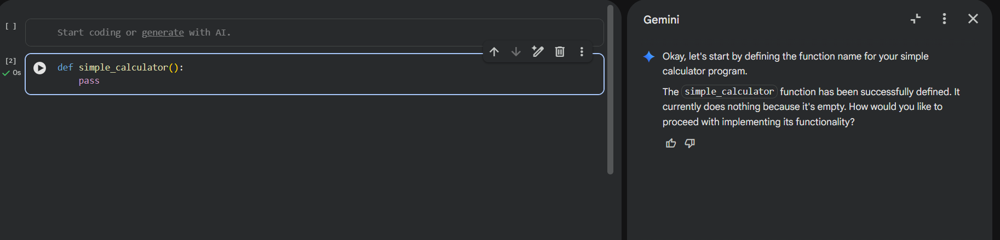 [ ]
Start coding or generate with AI.
[2]
0s
def simple_calculator():
    pass
Gemini
Okay, let's start by defining the function name for your simple
calculator program.
The simple_calculator function has been successfully defined. It
currently does nothing because it's empty. How would you like to
proceed with implementing its functionality?